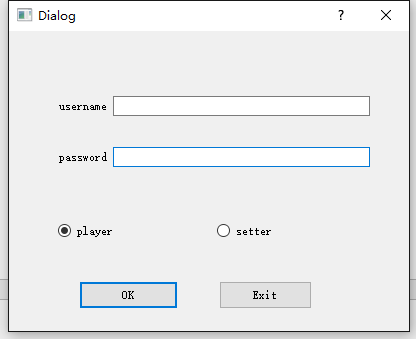 Dialog ?
username
password
player setter
OK Exit